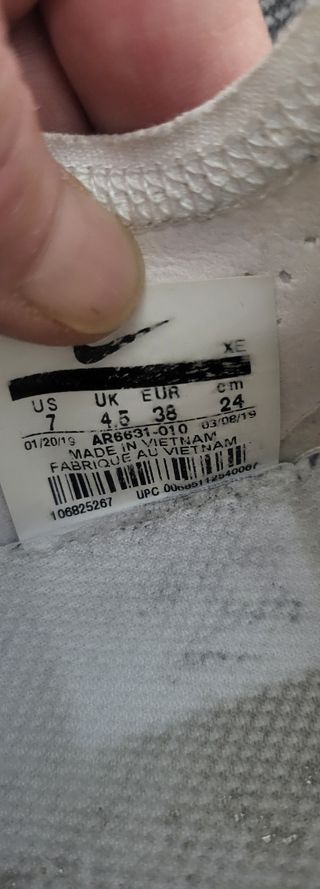 XE
US UK EUR cm
7 4.5 38 24
01/20/19 AR6631-010 03/08/19
MADE IN VIETNAM
FABRIQUE AU VIETNAM
106825267 UPC